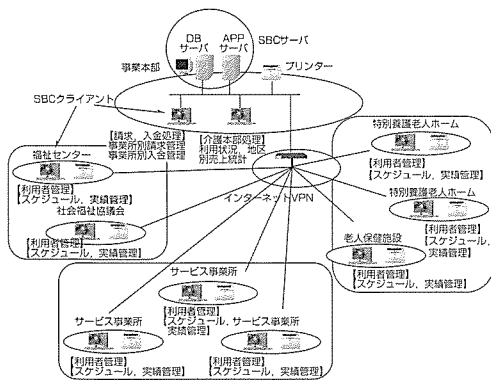 DB
サーバ
APP
サーバ
SBCサーバ
事業本部
プリンター
SBCクライアント
【請求，入金処理】
事業所別請求管理
事業所別入金管理
【介護本部処理】
利用状況，地区
別売上統計
特別養護老人ホーム
【利用者管理】
【スケジュール，実績管理】
福祉センター
【利用者管理】
【スケジュール，実績管理】
社会福祉協議会
【利用者管理】
【スケジュール，実績管理】
インターネットVPN
特別養護老人ホーム
【利用者管理】
【スケジュール，
実績管理】
老人保健施設
【利用者管理】
【スケジュール，実績管理】
サービス事業所
【利用者管理】
【スケジュール，
実績管理】
サービス事業所
【利用者管理】
【スケジュール，実績管理】
サービス事業所
【利用者管理】
【スケジュール，実績管理】